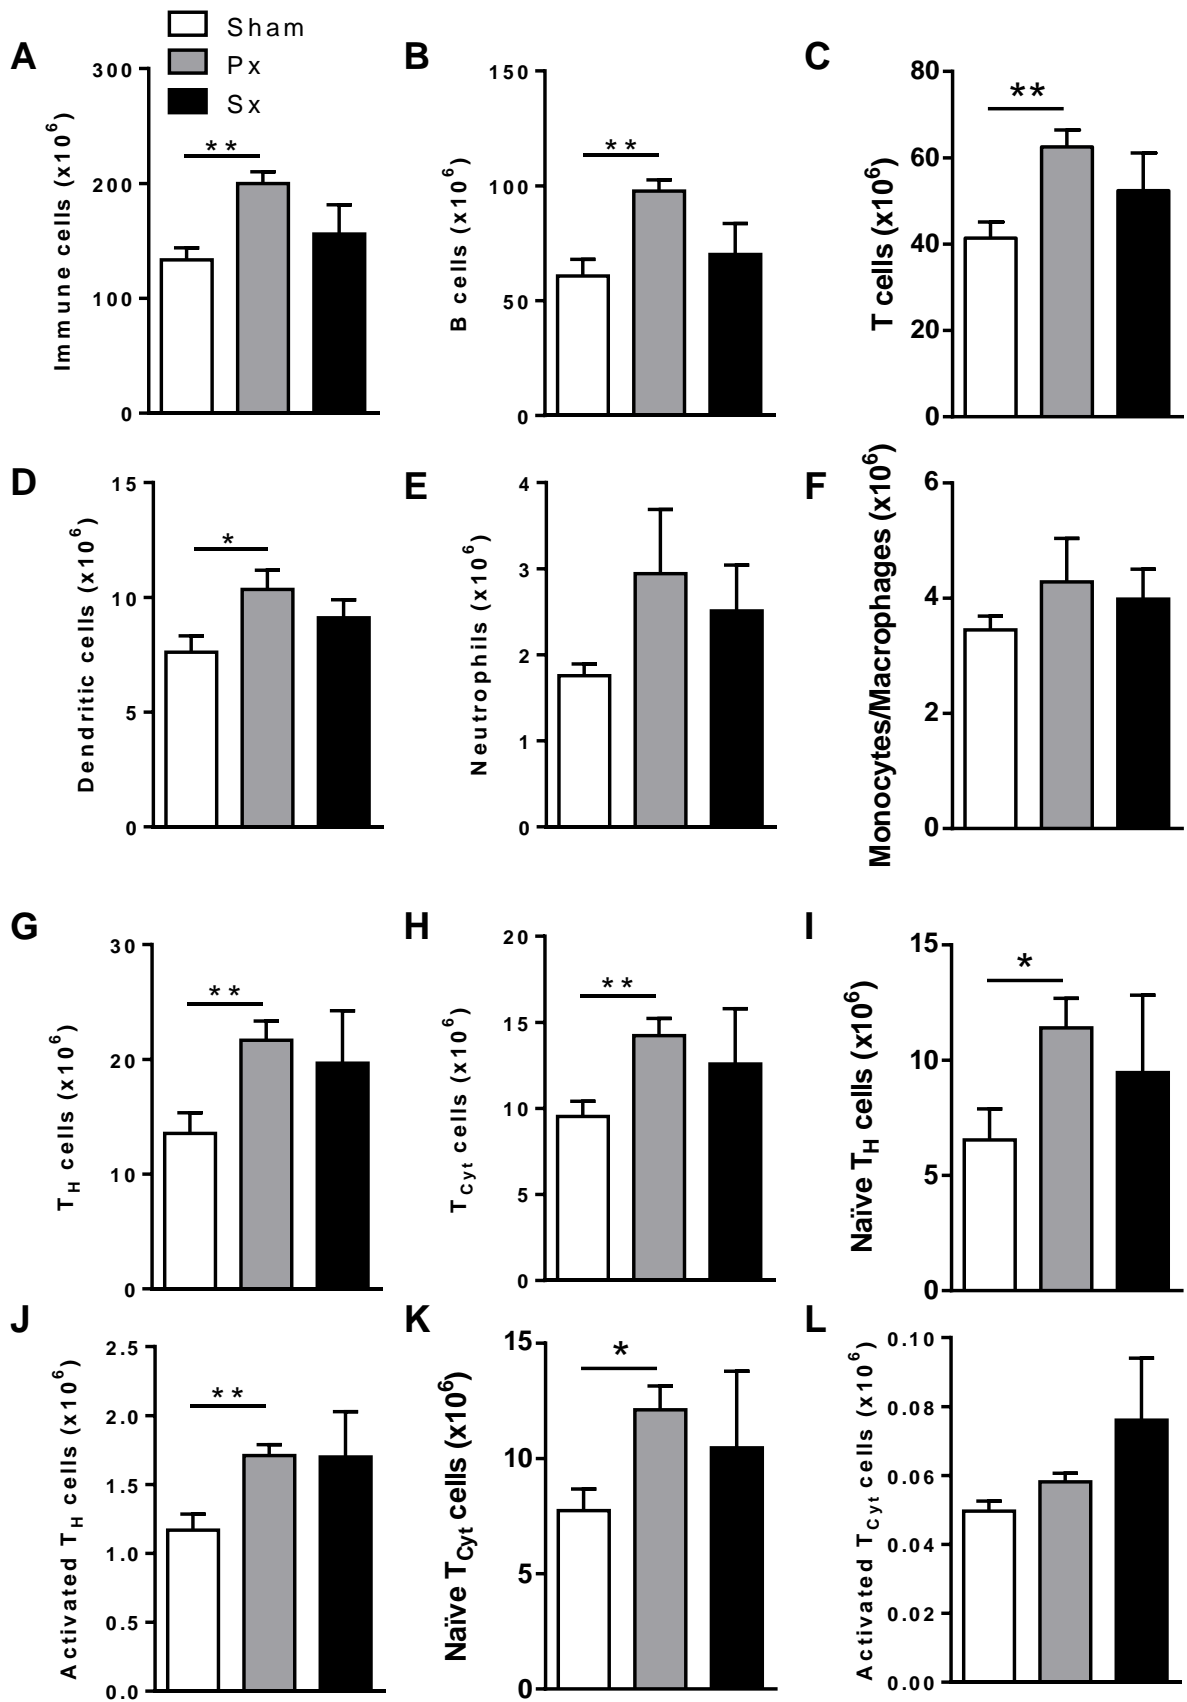 Sham
Px
Sx
A
300
200
100
0
Immune cells (x10⁶)
**
B
150
100
50
0
B cells (x10⁶)
**
C
80
60
40
20
0
T cells (x10⁶)
**
D
15
10
5
0
Dendritic cells (x10⁶)
*
E
4
3
2
1
0
Neutrophils (x10⁶)
F
6
4
2
0
Monocytes/Macrophages (x10⁶)
G
30
20
10
0
T_H cells (x10⁶)
**
H
20
15
10
5
0
T_Cyt cells (x10⁶)
**
I
15
10
5
0
Naïve T_H cells (x10⁶)
*
J
2.5
2.0
1.5
1.0
0.5
0.0
Activated T_H cells (x10⁶)
**
K
15
10
5
0
Naïve T_Cyt cells (x10⁶)
*
L
0.10
0.08
0.06
0.04
0.02
0.00
Activated T_Cyt cells (x10⁶)